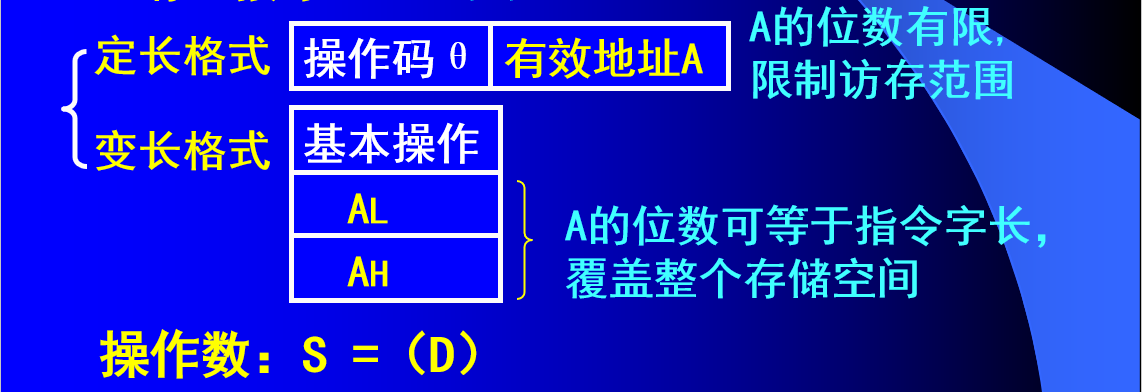 定长格式
操作码 θ
有效地址A
A的位数有限,
限制访存范围
变长格式
基本操作
AL
AH
A的位数可等于指令字长，
覆盖整个存储空间
操作数：S =（D）